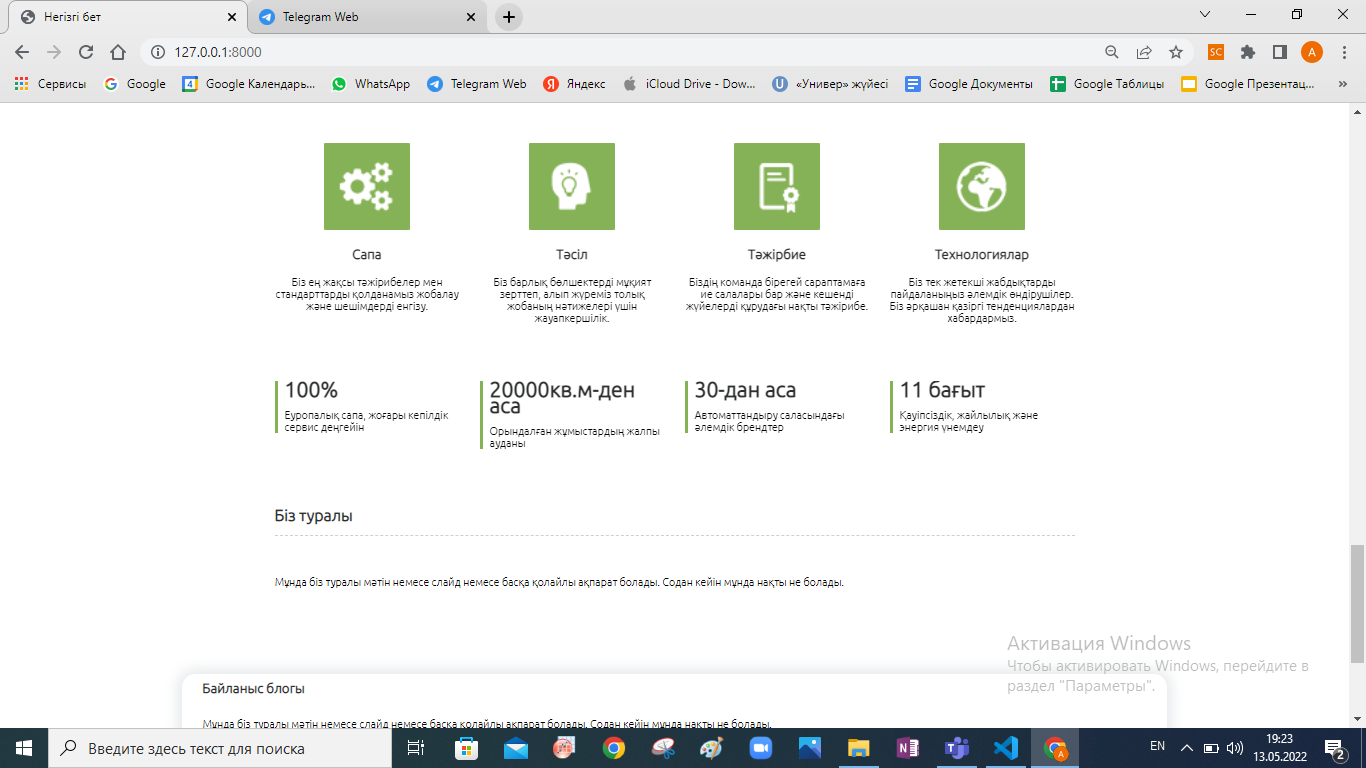 Негізгі бет
Telegram Web
127.0.0.1:8000
SC
A
Сервисы
Google
Google Календарь...
WhatsApp
Telegram Web
Яндекс
iCloud Drive - Dow...
«Универ» жүйесі
Google Документы
Google Таблицы
Google Презентац...
Сапа
Біз ең жақсы тәжірибелер мен
стандарттарды қолданамыз жобалау
және шешімдерді енгізу.
Тәсіл
Біз барлық бөлшектерді мұқият
зерттеп, алып жүреміз толық
жобаның нәтижелері үшін
жауапкершілік.
Тәжірбие
Біздің команда бірегей сараптамаға
ие салалары бар және кешенді
жүйелерді құрудағы нақты тәжірибе.
Технологиялар
Біз тек жетекші жабдықтарды
пайдаланыңыз әлемдік өндірушілер.
Біз әрқашан қазіргі тенденциялардан
хабардармыз.
100%
Еуропалық сапа, жоғары кепілдік
сервис деңгейін
20000кв.м-ден
аса
Орындалған жұмыстардың жалпы
ауданы
30-дан аса
Автоматтандыру саласындағы
әлемдік брендтер
11 бағыт
Қауіпсіздік, жайлылық және
энергия үнемдеу
Біз туралы
Мұнда біз туралы мәтін немесе слайд немесе басқа қолайлы ақпарат болады. Содан кейін мұнда нақты не болады.
Активация Windows
Чтобы активировать Windows, перейдите в
раздел "Параметры".
Байланыс блогы
Мұнда біз туралы мәтін немесе слайд немесе басқа қолайлы ақпарат болады. Содан кейін мұнда нақты не болады.
Введите здесь текст для поиска
EN
19:23
13.05.2022
2